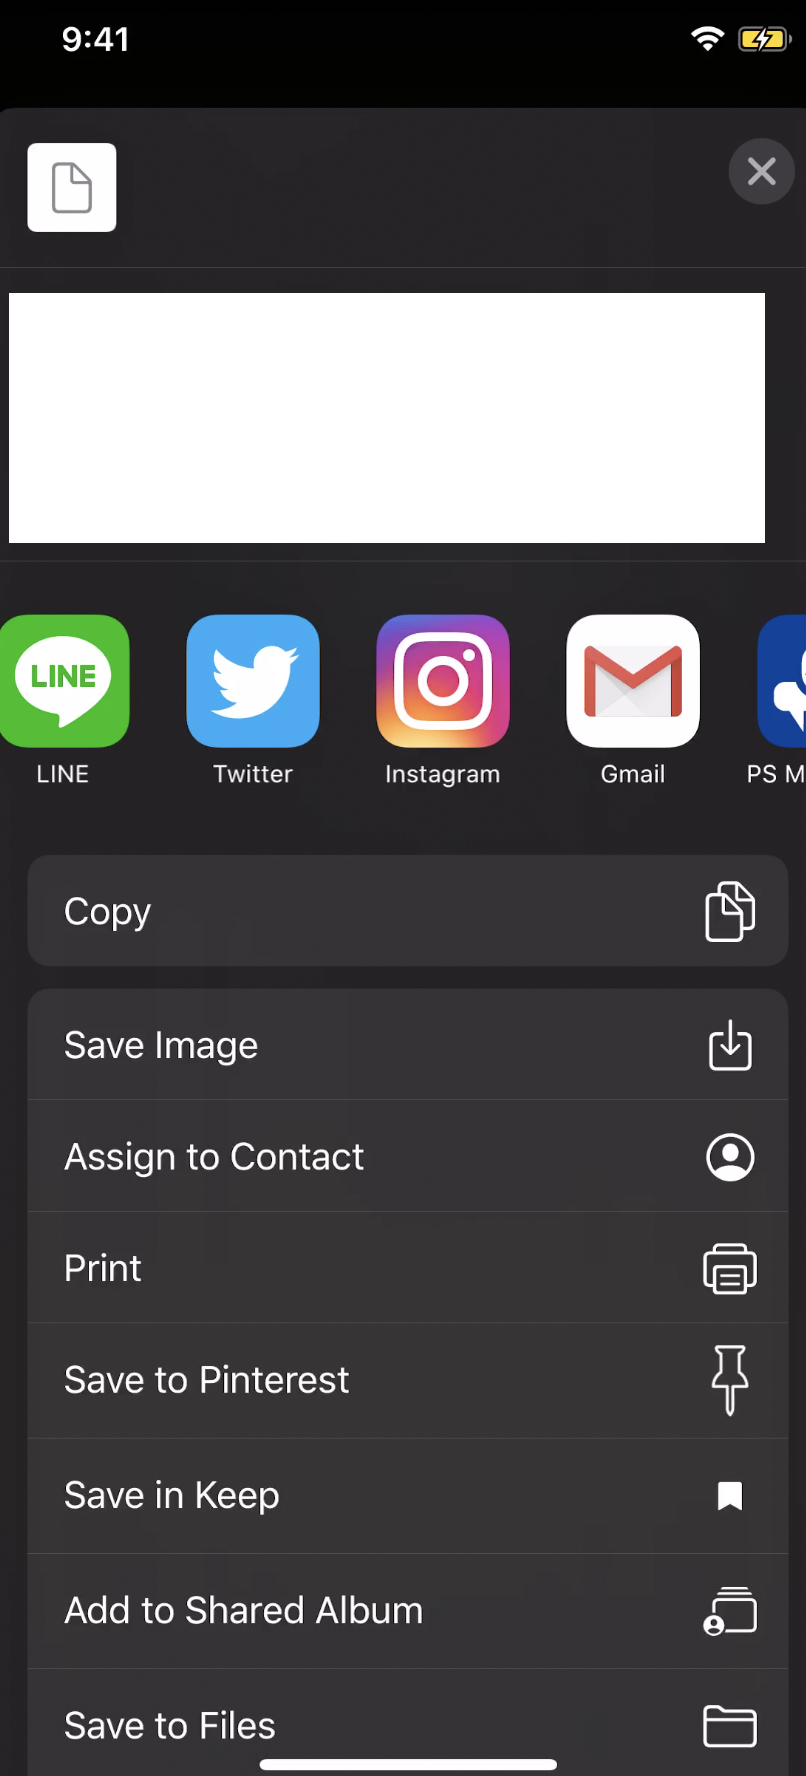 9:41
LINE
LINE
Twitter
Instagram
Gmail
PS M
Copy
Save Image
Assign to Contact
Print
Save to Pinterest
Save in Keep
Add to Shared Album
Save to Files